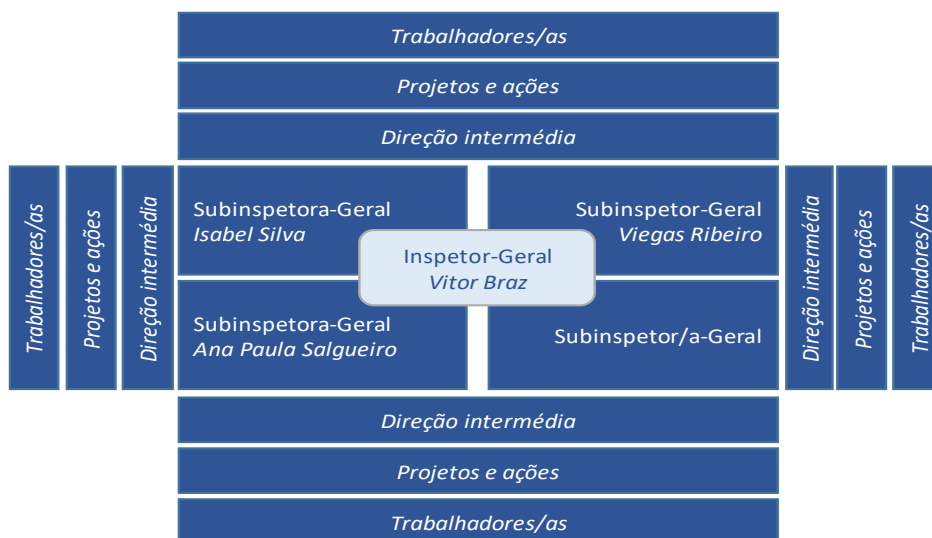 Trabalhadores/as
Projetos e ações
Direção intermédia
Trabalhadores/as
Projetos e ações
Direção intermédia
Subinspetora-Geral
Isabel Silva
Subinspetor-Geral
Viegas Ribeiro
Inspetor-Geral
Vitor Braz
Subinspetora-Geral
Ana Paula Salgueiro
Subinspetor/a-Geral
Direção intermédia
Projetos e ações
Trabalhadores/as
Direção intermédia
Projetos e ações
Trabalhadores/as